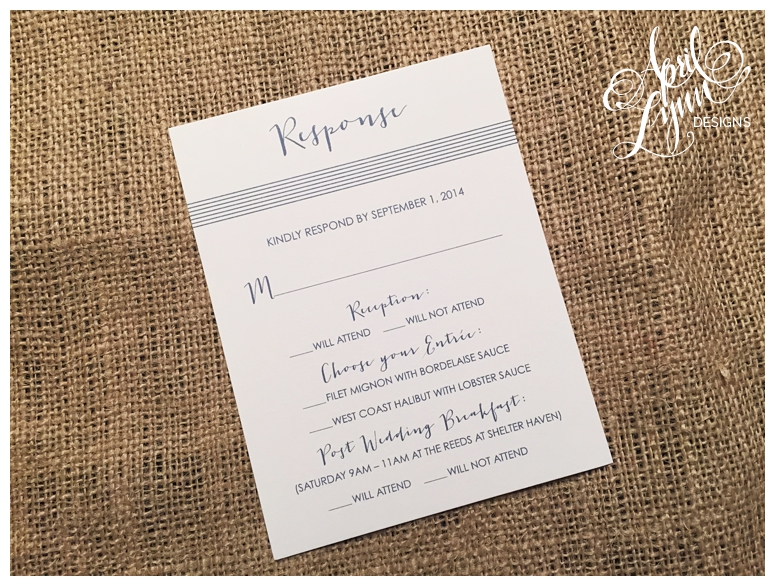 April
Lynn
DESIGNS
Response
KINDLY RESPOND BY SEPTEMBER 1, 2014
M
Reception:
___WILL ATTEND ___WILL NOT ATTEND
Choose your Entrée:
___FILET MIGNON WITH BORDELAISE SAUCE
___WEST COAST HALIBUT WITH LOBSTER SAUCE
Post Wedding Breakfast:
(SATURDAY 9AM – 11AM AT THE REEDS AT SHELTER HAVEN)
___WILL ATTEND ___WILL NOT ATTEND